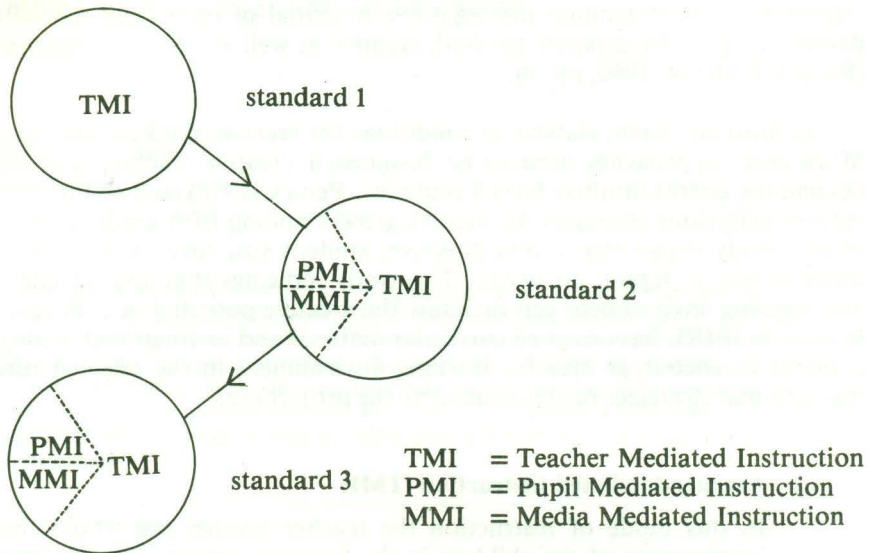 TMI
standard 1
PMI
MMI
TMI
standard 2
PMI
MMI
TMI
standard 3
TMI = Teacher Mediated Instruction
PMI = Pupil Mediated Instruction
MMI = Media Mediated Instruction